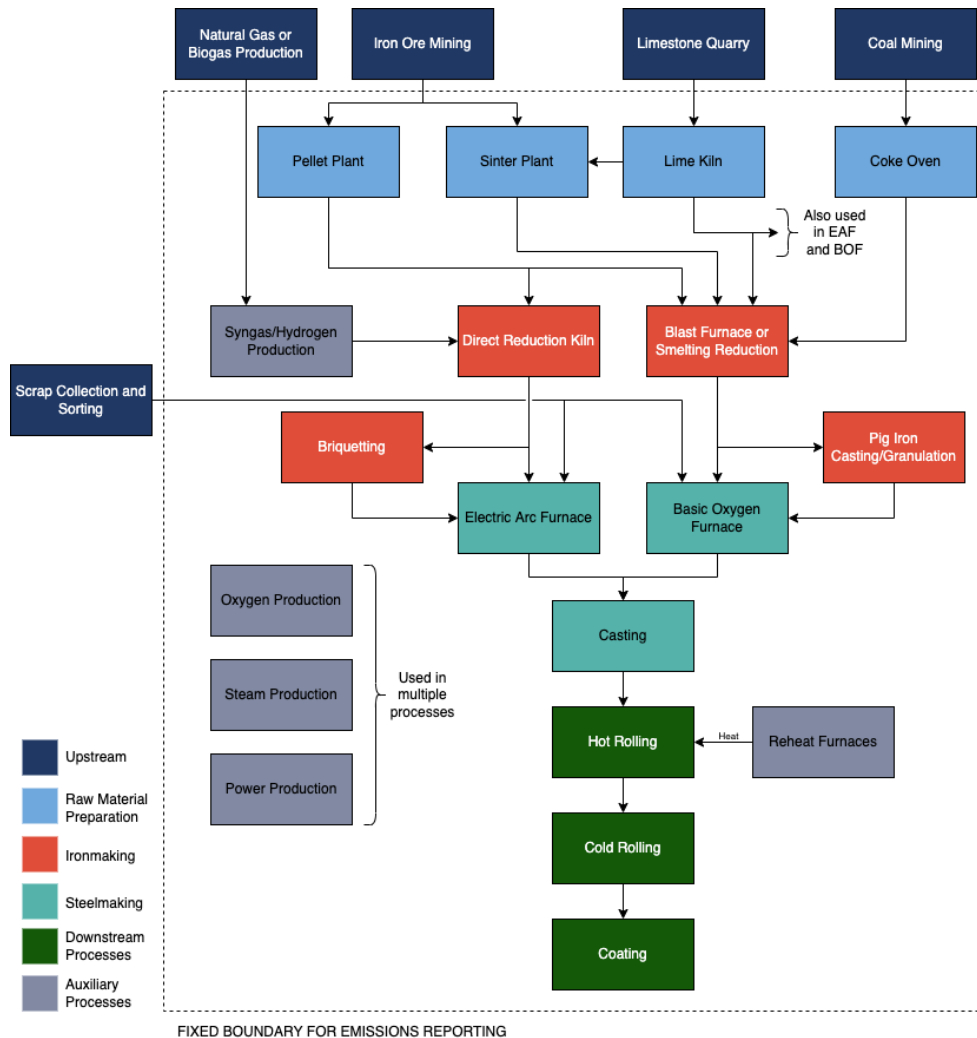 Natural Gas or
Biogas Production
Iron Ore Mining
Limestone Quarry
Coal Mining
Pellet Plant
Sinter Plant
Lime Kiln
Coke Oven
Also used
in EAF
and BOF
Syngas/Hydrogen
Production
Direct Reduction Kiln
Blast Furnace or
Smelting Reduction
Scrap Collection and
Sorting
Briquetting
Pig Iron
Casting/Granulation
Electric Arc Furnace
Basic Oxygen
Furnace
Oxygen Production
Casting
Steam Production
Used in
multiple
processes
Hot Rolling
Heat
Reheat Furnaces
Power Production
Cold Rolling
Coating
Upstream
Raw Material
Preparation
Ironmaking
Steelmaking
Downstream
Processes
Auxiliary
Processes
FIXED BOUNDARY FOR EMISSIONS REPORTING